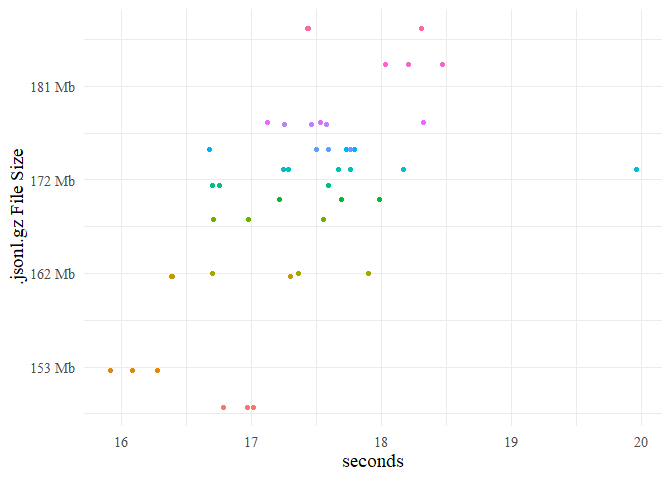 181 Mb
172 Mb
162 Mb
153 Mb
.jsonl.gz File Size
16 17 18 19 20
seconds